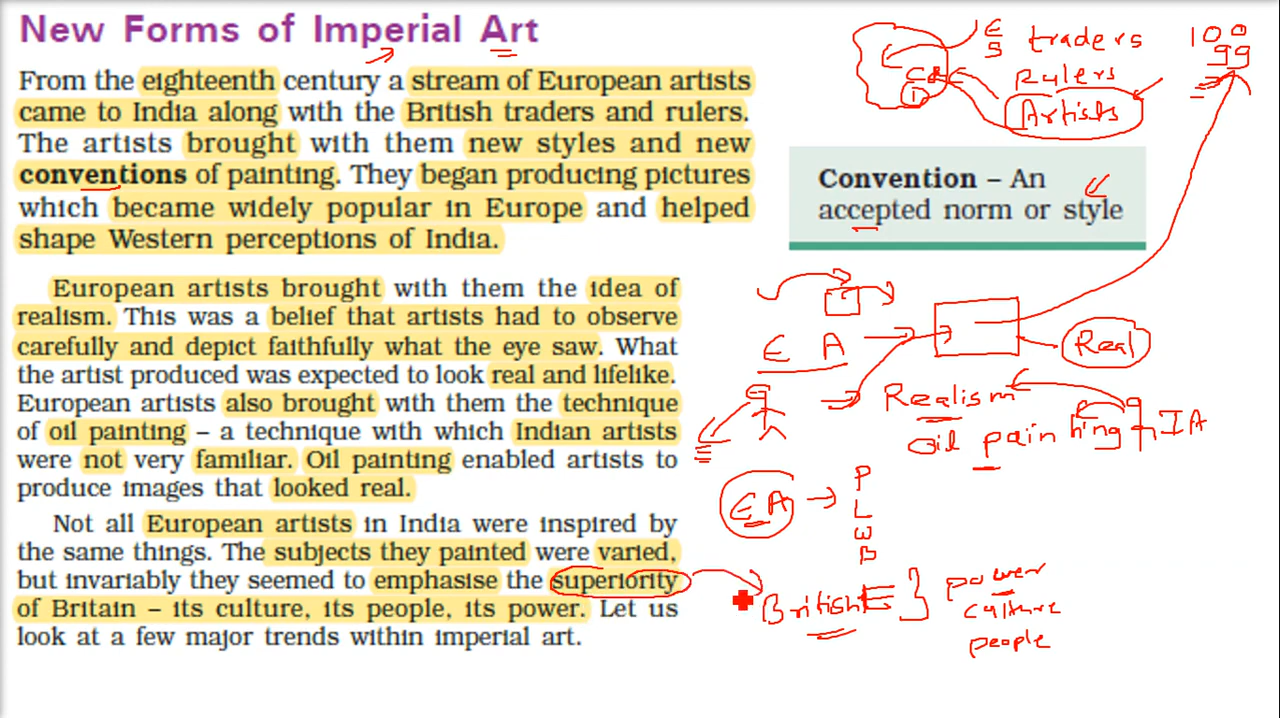 New Forms of Imperial Art
From the eighteenth century a stream of European artists
came to India along with the British traders and rulers.
The artists brought with them new styles and new
conventions of painting. They began producing pictures
which became widely popular in Europe and helped
shape Western perceptions of India.
European artists brought with them the idea of
realism. This was a belief that artists had to observe
carefully and depict faithfully what the eye saw. What
the artist produced was expected to look real and lifelike.
European artists also brought with them the technique
of oil painting – a technique with which Indian artists
were not very familiar. Oil painting enabled artists to
produce images that looked real.
Not all European artists in India were inspired by
the same things. The subjects they painted were varied,
but invariably they seemed to emphasise the superiority
of Britain – its culture, its people, its power. Let us
look at a few major trends within imperial art.
traders
rulers
Artists
100
99
Convention – An
accepted norm or style
E A
Real
Realism
Oil painting IA
EA
P
L
W
B
British
power
culture
people